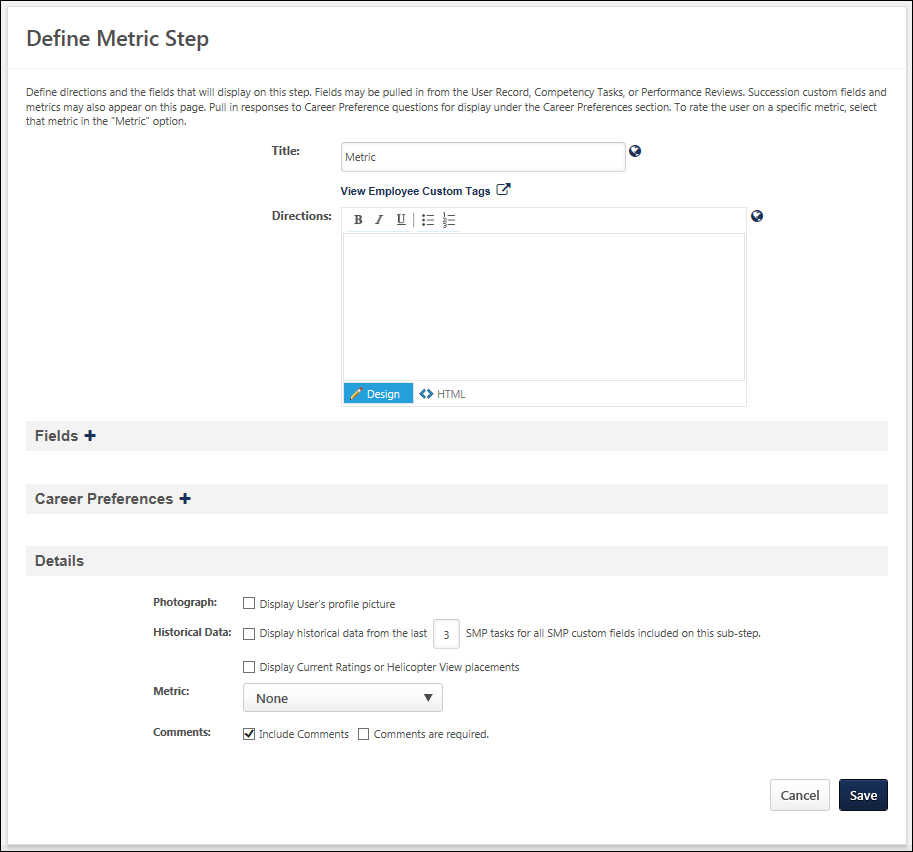 Define Metric Step
Define directions and the fields that will display on this step. Fields may be pulled in from the User Record, Competency Tasks, or Performance Reviews. Succession custom fields and
metrics may also appear on this page. Pull in responses to Career Preference questions for display under the Career Preferences section. To rate the user on a specific metric, select
that metric in the "Metric" option.
Title: Metric
View Employee Custom Tags
Directions: B I U
Design HTML
Fields +
Career Preferences +
Details
Photograph: Display User's profile picture
Historical Data: Display historical data from the last 3 SMP tasks for all SMP custom fields included on this sub-step.
Display Current Ratings or Helicopter View placements
Metric: None
Comments: Include Comments Comments are required.
Cancel Save